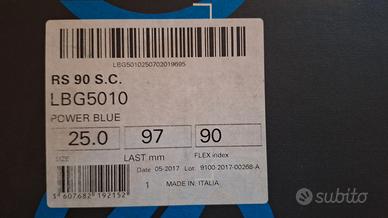 LBG5010250702019695
RS 90 S.C.
LBG5010
POWER BLUE
25.0 97 90
SIZE LAST mm FLEX index
Date 05-2017 Lot: 9100-2017-00268-A
1 MADE IN. ITALIA
1 607682 192152
subito